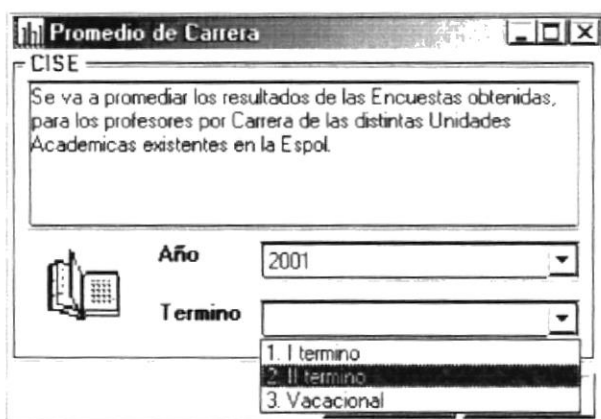 Promedio de Carrera
CISE
Se va a promediar los resultados de las Encuestas obtenidas,
para los profesores por Carrera de las distintas Unidades
Academicas existentes en la Espol.
Año 2001
Termino
1. I termino
2. II termino
3. Vacacional